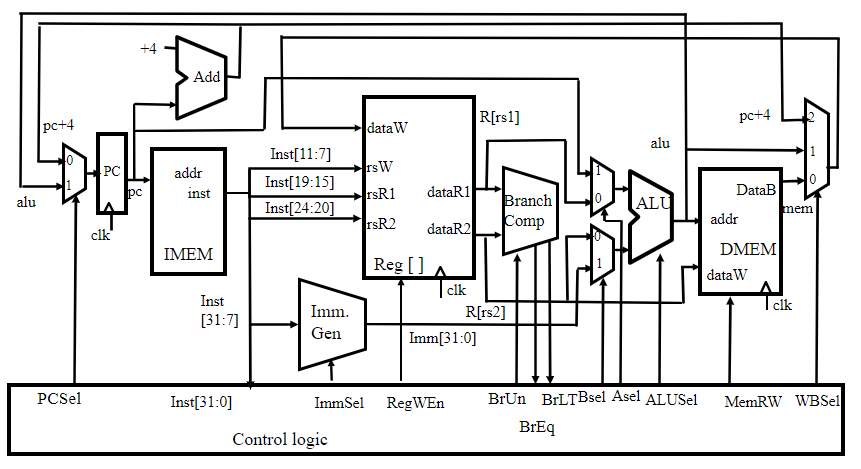 +4
Add
R[rs1]
pc+4
2
pc+4
dataW
alu
1
0
PC
Inst[11:7]
addr
rsW
1
DataB
0
1
pc
inst
Inst[19:15]
rsR1
dataR1
Branch
Comp
0
ALU
mem
alu
Inst[24:20]
rsR2
dataR2
addr
clk
IMEM
Reg [ ]
0
1
DMEM
dataW
clk
clk
Inst
[31:7]
Imm.
Gen
R[rs2]
Imm[31:0]
PCSel
Inst[31:0]
ImmSel
RegWEn
BrUn
BrLT
Bsel
Asel
ALUSel
MemRW
WBSel
BrEq
Control logic